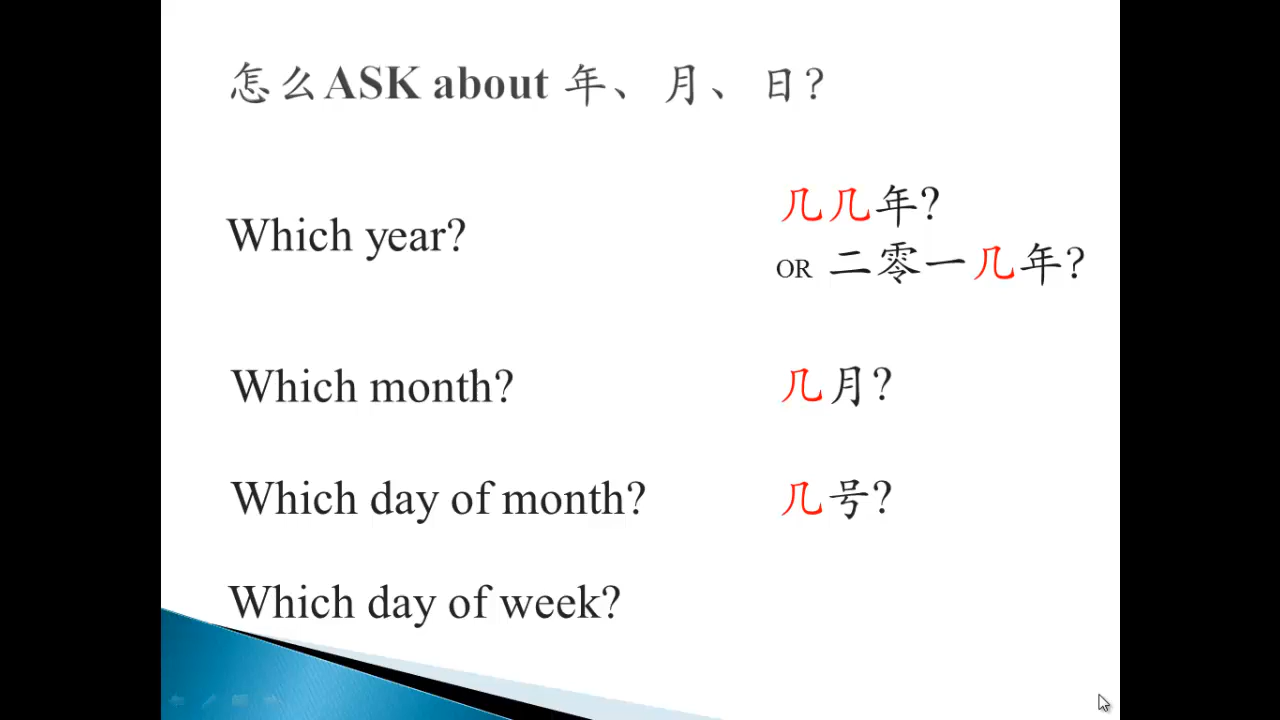 怎么ASK about 年、月、日?
Which year?
几几年?
OR 二零一几年?
Which month?
几月?
Which day of month?
几号?
Which day of week?